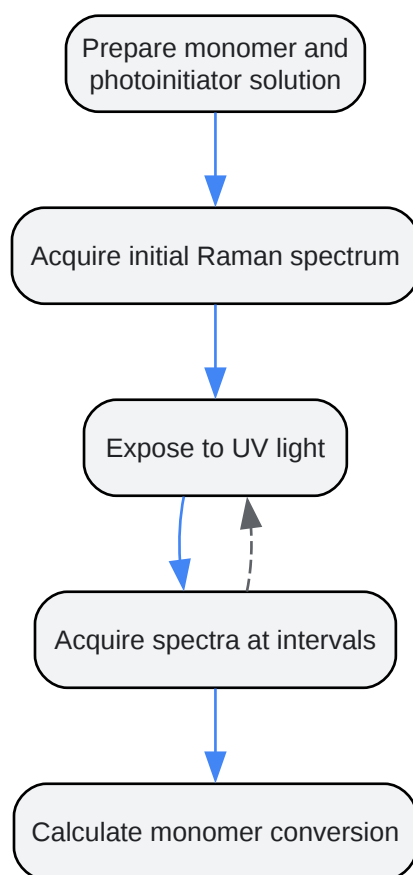 Prepare monomer and
photoinitiator solution
Acquire initial Raman spectrum
Expose to UV light
Acquire spectra at intervals
Calculate monomer conversion